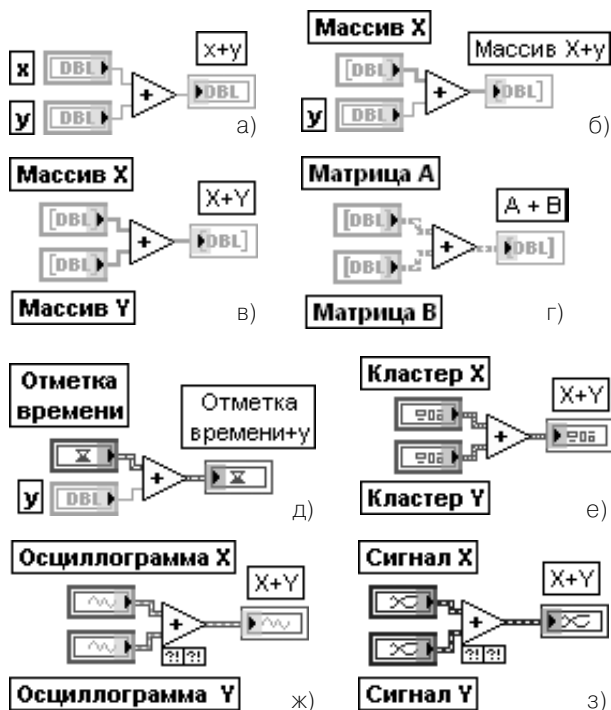 x
DBL
x+y
+
DBL
y
DBL
а)
Массив X
[DBL]
Массив X+y
+
[DBL]
y
DBL
б)
Массив X
[DBL]
X+Y
+
[DBL]
[DBL]
Массив Y
в)
Матрица A
[DBL]
A + B
+
[DBL]
[DBL]
Матрица B
г)
Отметка
времени
Отметка
времени+y
+
y
DBL
д)
Кластер X
X+Y
+
Кластер Y
е)
Осциллограмма X
X+Y
+
?! ?!
Осциллограмма Y
ж)
Сигнал X
X+Y
+
?! ?!
Сигнал Y
з)